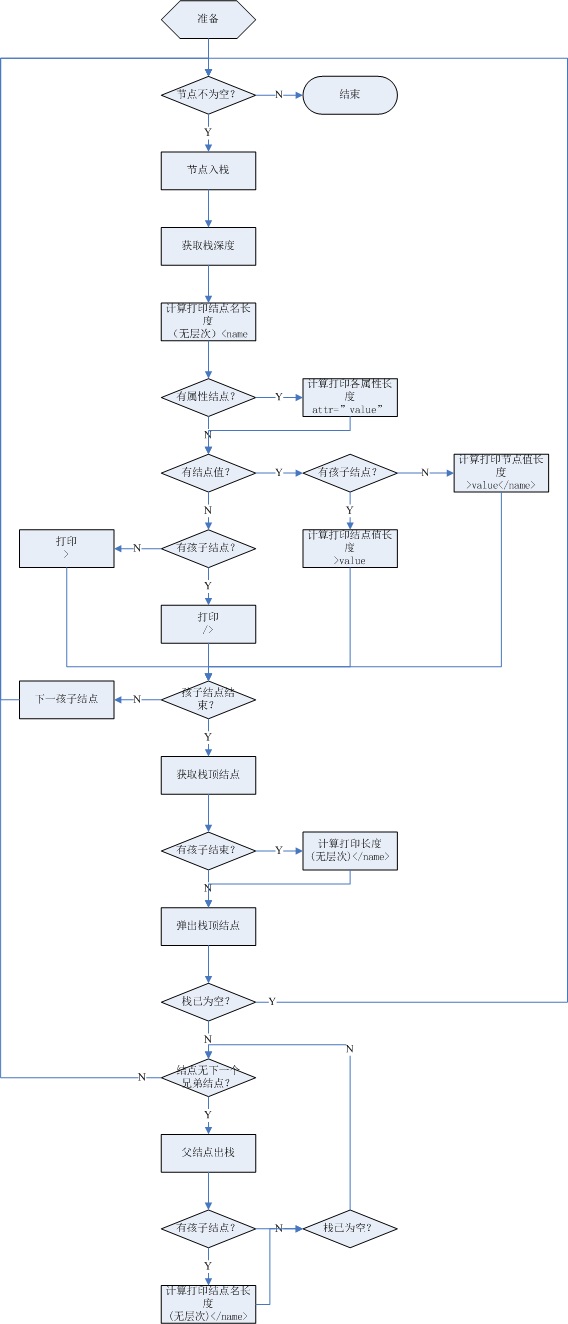 准备
节点不为空?
N
结束
Y
节点入栈
获取栈深度
计算打印结点名长
度
（无层次）<name
有属性结点?
Y
计算打印各属性长
度
attr=”value”
N
有结点值?
Y
有孩子结点?
N
计算打印节点值长
度
>value</name>
N
Y
打印
>
N
有孩子结点?
计算打印结点值长
度
>value
Y
打印
/>
下一孩子结点
N
孩子结点结
束?
Y
获取栈顶结点
有孩子结束?
Y
计算打印长度
(无层次)</name>
N
弹出栈顶结点
栈已为空?
Y
N
N
N
结点无下一个
兄弟结点?
Y
父结点出栈
有孩子结点?
N
栈已为空?
Y
计算打印结点名长
度
(无层次)</name>